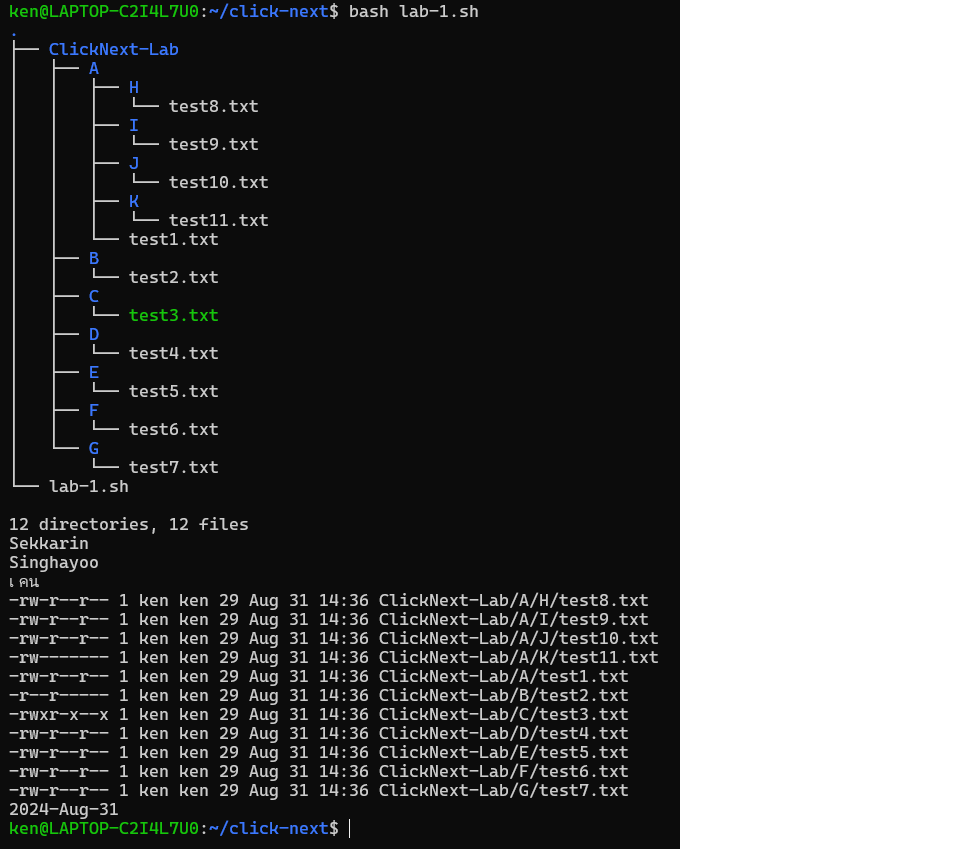 ken@LAPTOP-C2I4L7U0:~/click-next$ bash lab-1.sh
.
├── ClickNext-Lab
│   ├── A
│   │   ├── H
│   │   │   └── test8.txt
│   │   ├── I
│   │   │   └── test9.txt
│   │   ├── J
│   │   │   └── test10.txt
│   │   ├── K
│   │   │   └── test11.txt
│   │   └── test1.txt
│   ├── B
│   │   └── test2.txt
│   ├── C
│   │   └── test3.txt
│   ├── D
│   │   └── test4.txt
│   ├── E
│   │   └── test5.txt
│   ├── F
│   │   └── test6.txt
│   └── G
│       └── test7.txt
└── lab-1.sh
12 directories, 12 files
Sekkarin
Singhayoo
เคน
-rw-r--r-- 1 ken ken 29 Aug 31 14:36 ClickNext-Lab/A/H/test8.txt
-rw-r--r-- 1 ken ken 29 Aug 31 14:36 ClickNext-Lab/A/I/test9.txt
-rw-r--r-- 1 ken ken 29 Aug 31 14:36 ClickNext-Lab/A/J/test10.txt
-rw------- 1 ken ken 29 Aug 31 14:36 ClickNext-Lab/A/K/test11.txt
-rw-r--r-- 1 ken ken 29 Aug 31 14:36 ClickNext-Lab/A/test1.txt
-r--r----- 1 ken ken 29 Aug 31 14:36 ClickNext-Lab/B/test2.txt
-rwxr-x--x 1 ken ken 29 Aug 31 14:36 ClickNext-Lab/C/test3.txt
-rw-r--r-- 1 ken ken 29 Aug 31 14:36 ClickNext-Lab/D/test4.txt
-rw-r--r-- 1 ken ken 29 Aug 31 14:36 ClickNext-Lab/E/test5.txt
-rw-r--r-- 1 ken ken 29 Aug 31 14:36 ClickNext-Lab/F/test6.txt
-rw-r--r-- 1 ken ken 29 Aug 31 14:36 ClickNext-Lab/G/test7.txt
2024-Aug-31
ken@LAPTOP-C2I4L7U0:~/click-next$